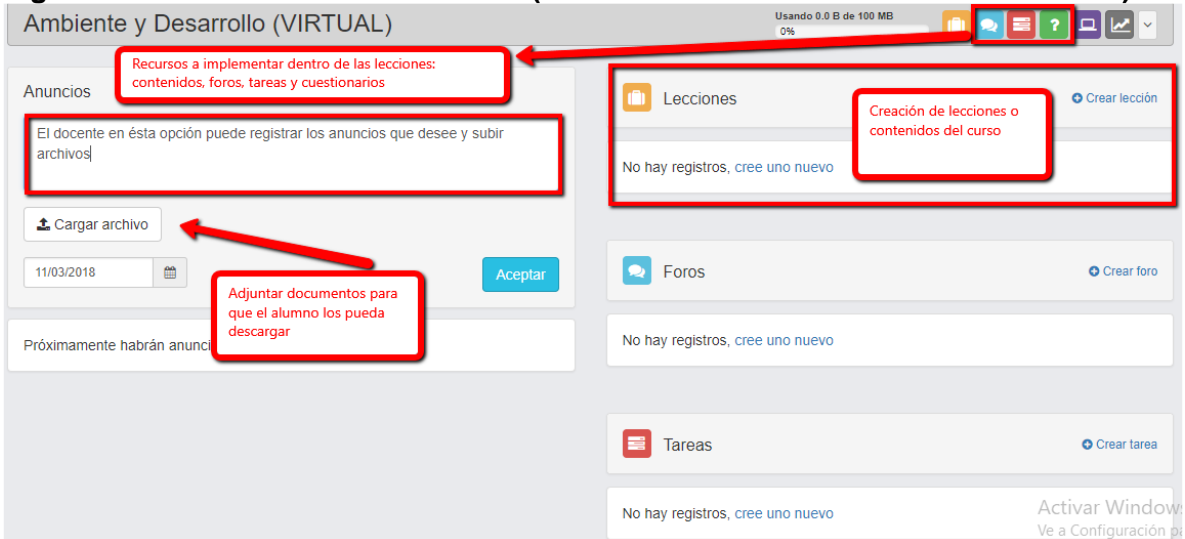 Ambiente y Desarrollo (VIRTUAL)
Usando 0.0 B de 100 MB
0%
Recursos a implementar dentro de las lecciones:
contenidos, foros, tareas y cuestionarios
Anuncios
El docente en ésta opción puede registrar los anuncios que desee y subir
archivos
Cargar archivo
11/03/2018
Aceptar
Adjuntar documentos para
que el alumno los pueda
descargar
Próximamente habrán
Lecciones
Crear lección
Creación de lecciones o
contenidos del curso
No hay registros, cree uno nuevo
Foros
Crear foro
No hay registros, cree uno nuevo
Tareas
Crear tarea
No hay registros, cree uno nuevo
Activar Windows
Ve a Configuración